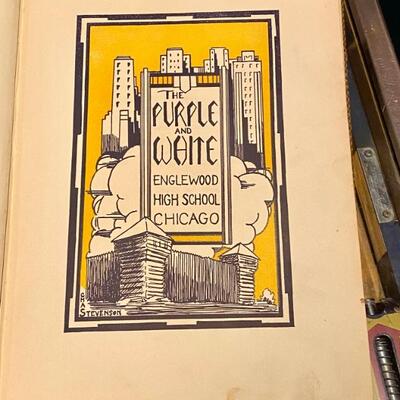 THE
PURPLE
AND
WHITE
ENGLEWOOD
HIGH SCHOOL
CHICAGO
STEVENSON